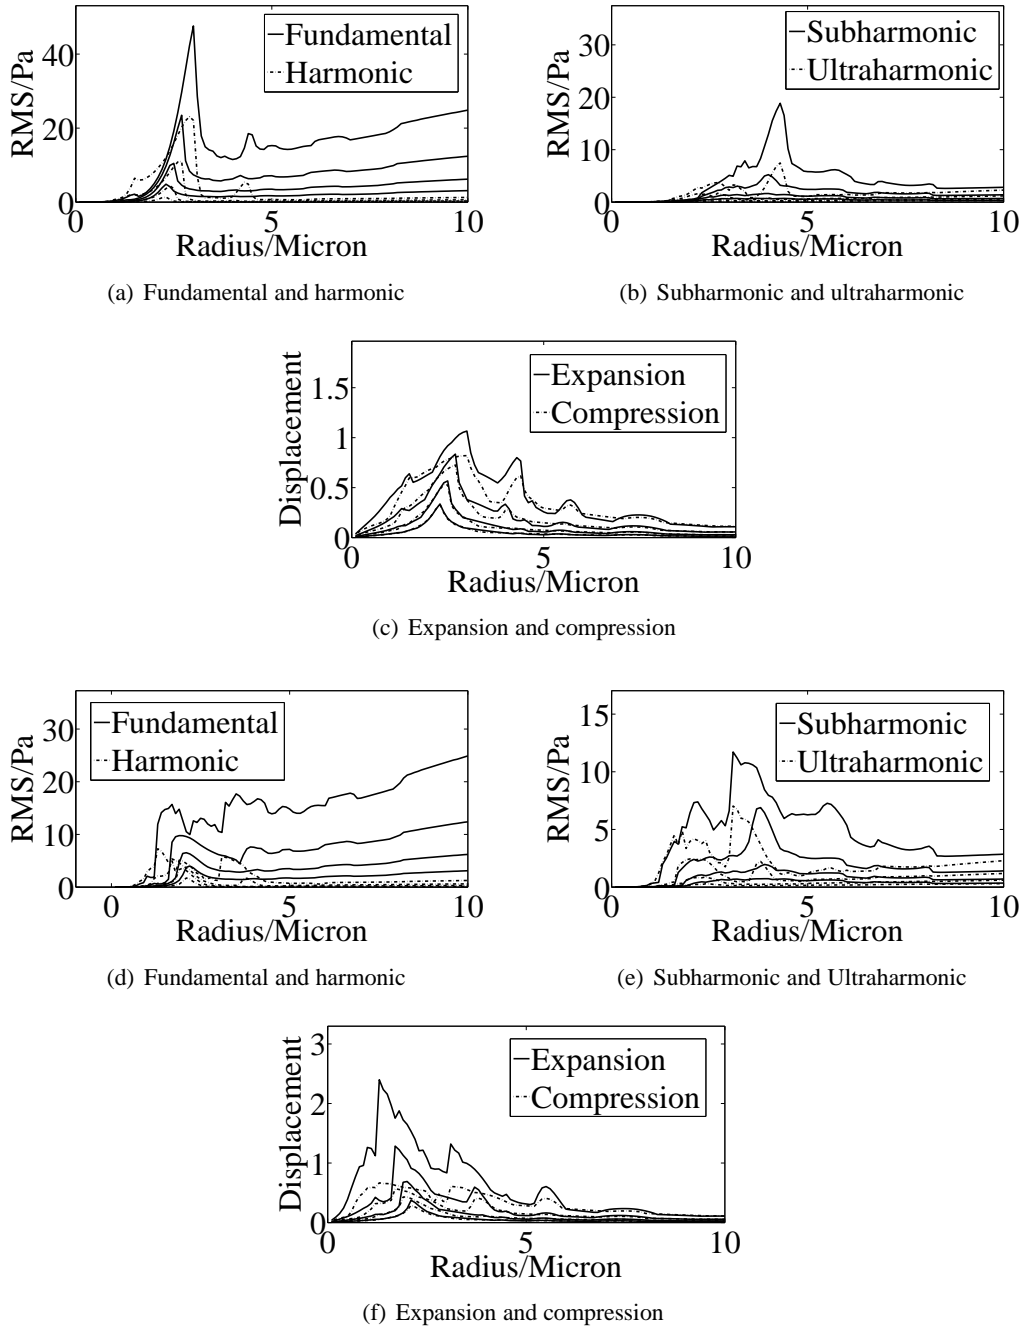 RMS/Pa
40
20
0
Fundamental
Harmonic
0 5 10
Radius/Micron
(a) Fundamental and harmonic
RMS/Pa
30
20
10
0
Subharmonic
Ultraharmonic
0 5 10
Radius/Micron
(b) Subharmonic and ultraharmonic
Displacement
1.5
1
0.5
0
Expansion
Compression
0 5 10
Radius/Micron
(c) Expansion and compression
RMS/Pa
30
20
10
0
Fundamental
Harmonic
0 5 10
Radius/Micron
(d) Fundamental and harmonic
RMS/Pa
15
10
5
0
Subharmonic
Ultraharmonic
0 5 10
Radius/Micron
(e) Subharmonic and Ultraharmonic
Displacement
3
2
1
0
Expansion
Compression
0 5 10
Radius/Micron
(f) Expansion and compression